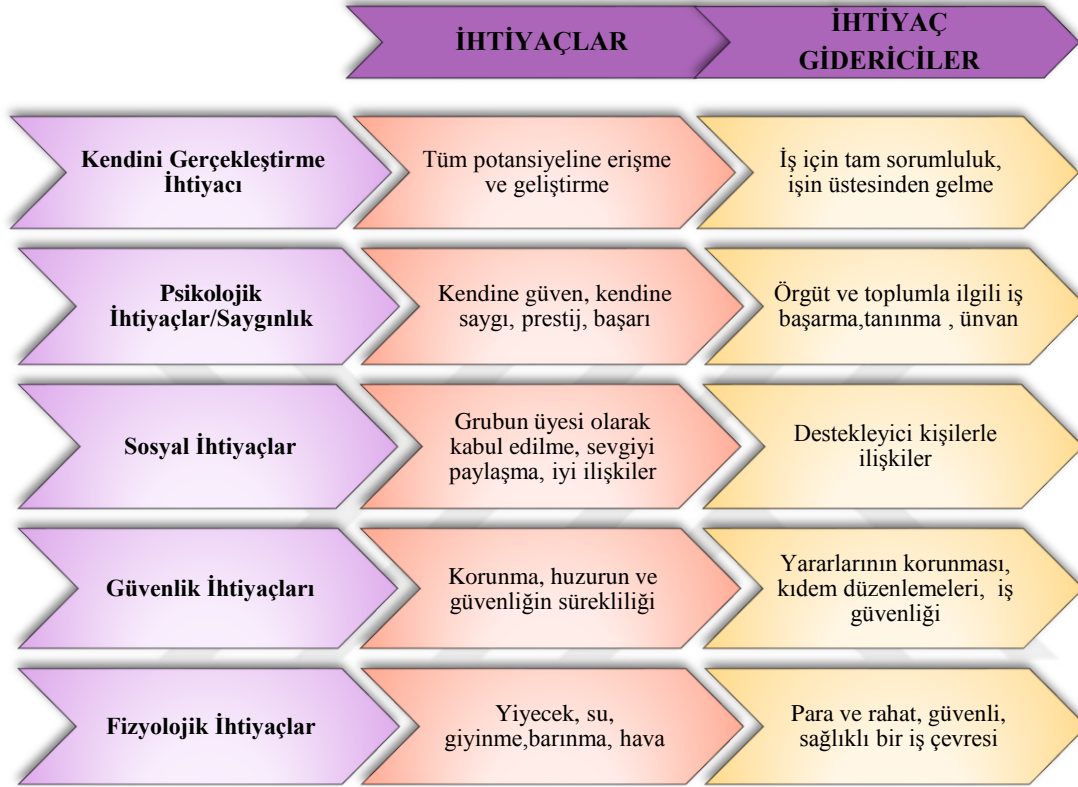 İHTİYAÇLAR
İHTİYAÇ
GİDERİCİLER
Kendini Gerçekleştirme
İhtiyacı
Tüm potansiyeline erişme
ve geliştirme
İş için tam sorumluluk,
işin üstesinden gelme
Psikolojik
İhtiyaçlar/Saygınlık
Kendine güven, kendine
saygı, prestij, başarı
Örgüt ve toplumla ilgili iş
başarma,tanınma , ünvan
Sosyal İhtiyaçlar
Grubun üyesi olarak
kabul edilme, sevgiyi
paylaşma, iyi ilişkiler
Destekleyici kişilerle
ilişkiler
Güvenlik İhtiyaçları
Korunma, huzurun ve
güvenliğin sürekliliği
Yararlarının korunması,
kıdem düzenlemeleri,  iş
güvenliği
Fizyolojik İhtiyaçlar
Yiyecek, su,
giyinme,barınma, hava
Para ve rahat, güvenli,
sağlıklı bir iş çevresi